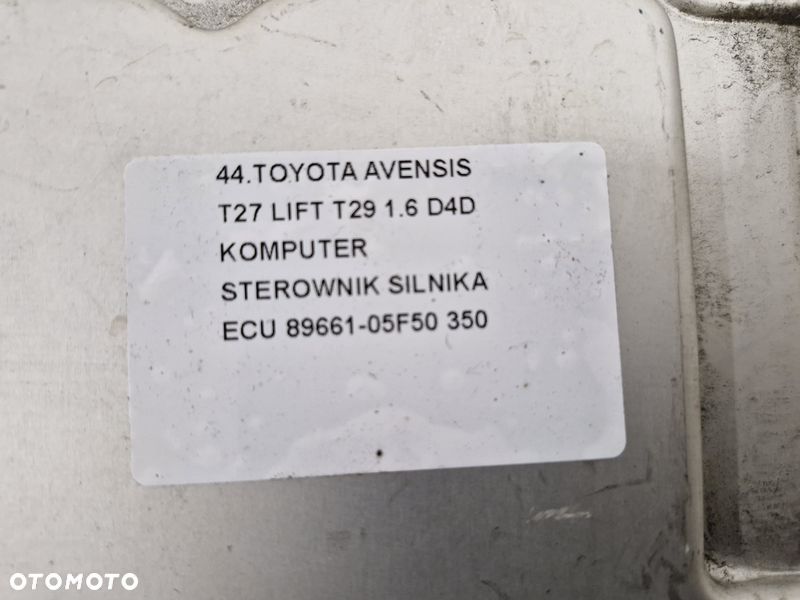 44.TOYOTA AVENSIS
T27 LIFT T29 1.6 D4D
KOMPUTER
STEROWNIK SILNIKA
ECU 89661-05F50 350
OTOMOTO